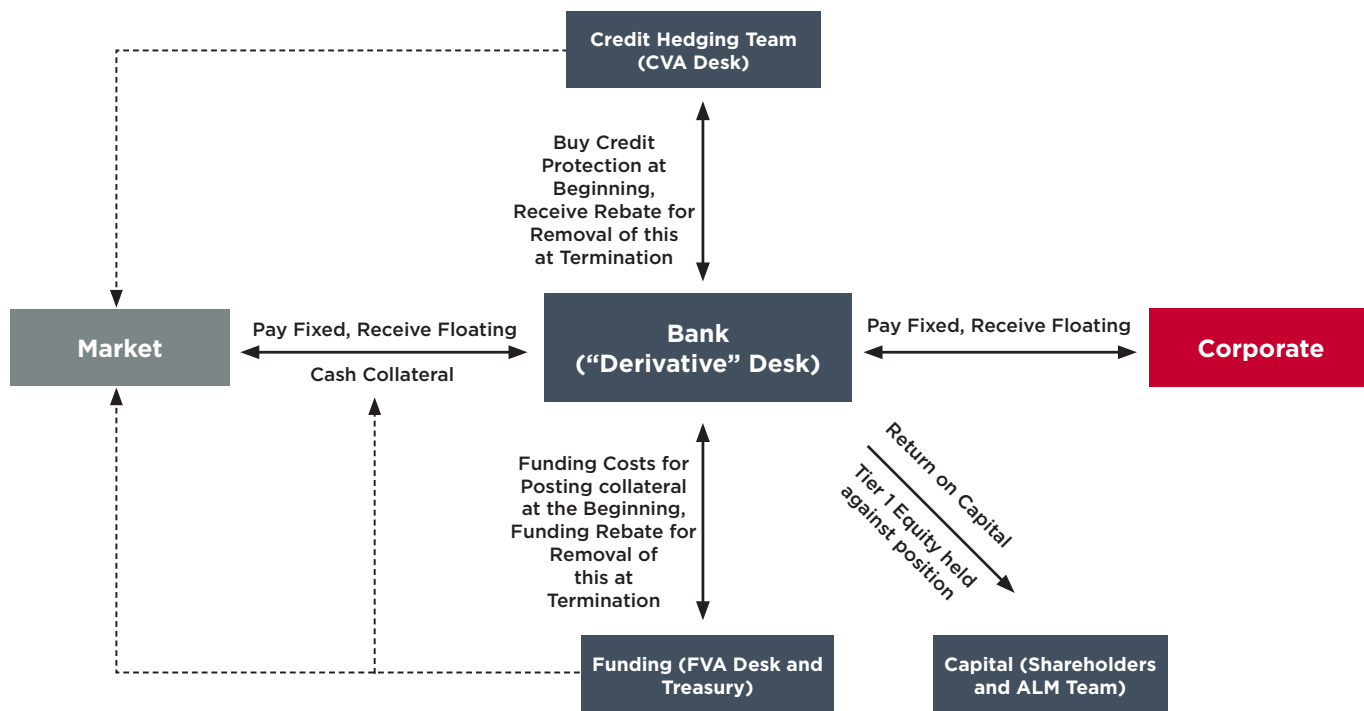 Credit Hedging Team
(CVA Desk)
Buy Credit
Protection at
Beginning,
Receive Rebate for
Removal of this
at Termination
Market
Pay Fixed, Receive Floating
Cash Collateral
Bank
(“Derivative” Desk)
Pay Fixed, Receive Floating
Corporate
Funding Costs for
Posting collateral
at the Beginning,
Funding Rebate for
Removal of
this at
Termination
Return on Capital
Tier 1 Equity held
against position
Funding (FVA Desk and
Treasury)
Capital (Shareholders
and ALM Team)